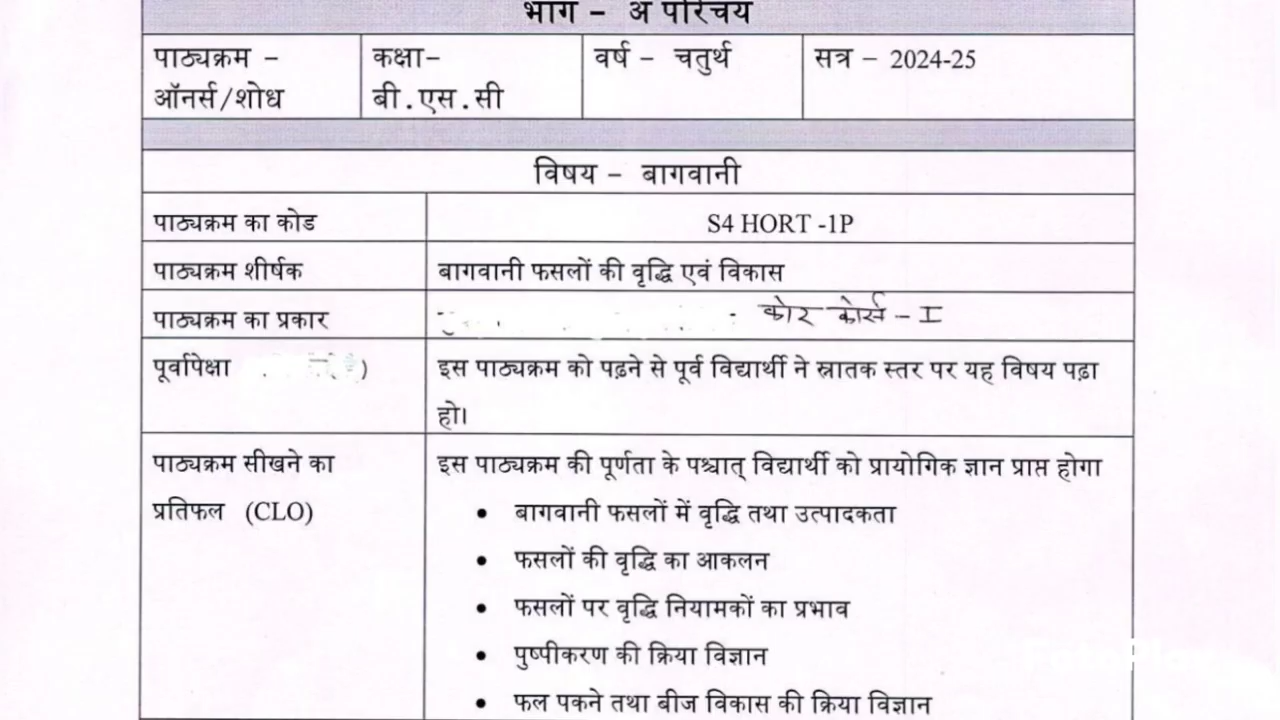 भाग – अ परिचय
पाठ्यक्रम –
ऑनर्स/शोध
कक्षा–
बी.एस.सी
वर्ष – चतुर्थ
सत्र – 2024-25
विषय – बागवानी
पाठ्यक्रम का कोड
S4 HORT -1P
पाठ्यक्रम शीर्षक
बागवानी फसलों की वृद्धि एवं विकास
पाठ्यक्रम का प्रकार
कोर कोर्स – I
पूर्वापेक्षा )
इस पाठ्यक्रम को पढ़ने से पूर्व विद्यार्थी ने स्नातक स्तर पर यह विषय पढ़ा
हो।
पाठ्यक्रम सीखने का
प्रतिफल (CLO)
इस पाठ्यक्रम की पूर्णता के पश्चात् विद्यार्थी को प्रायोगिक ज्ञान प्राप्त होगा
• बागवानी फसलों में वृद्धि तथा उत्पादकता
• फसलों की वृद्धि का आकलन
• फसलों पर वृद्धि नियामकों का प्रभाव
• पुष्पीकरण की क्रिया विज्ञान
• फल पकने तथा बीज विकास की क्रिया विज्ञान